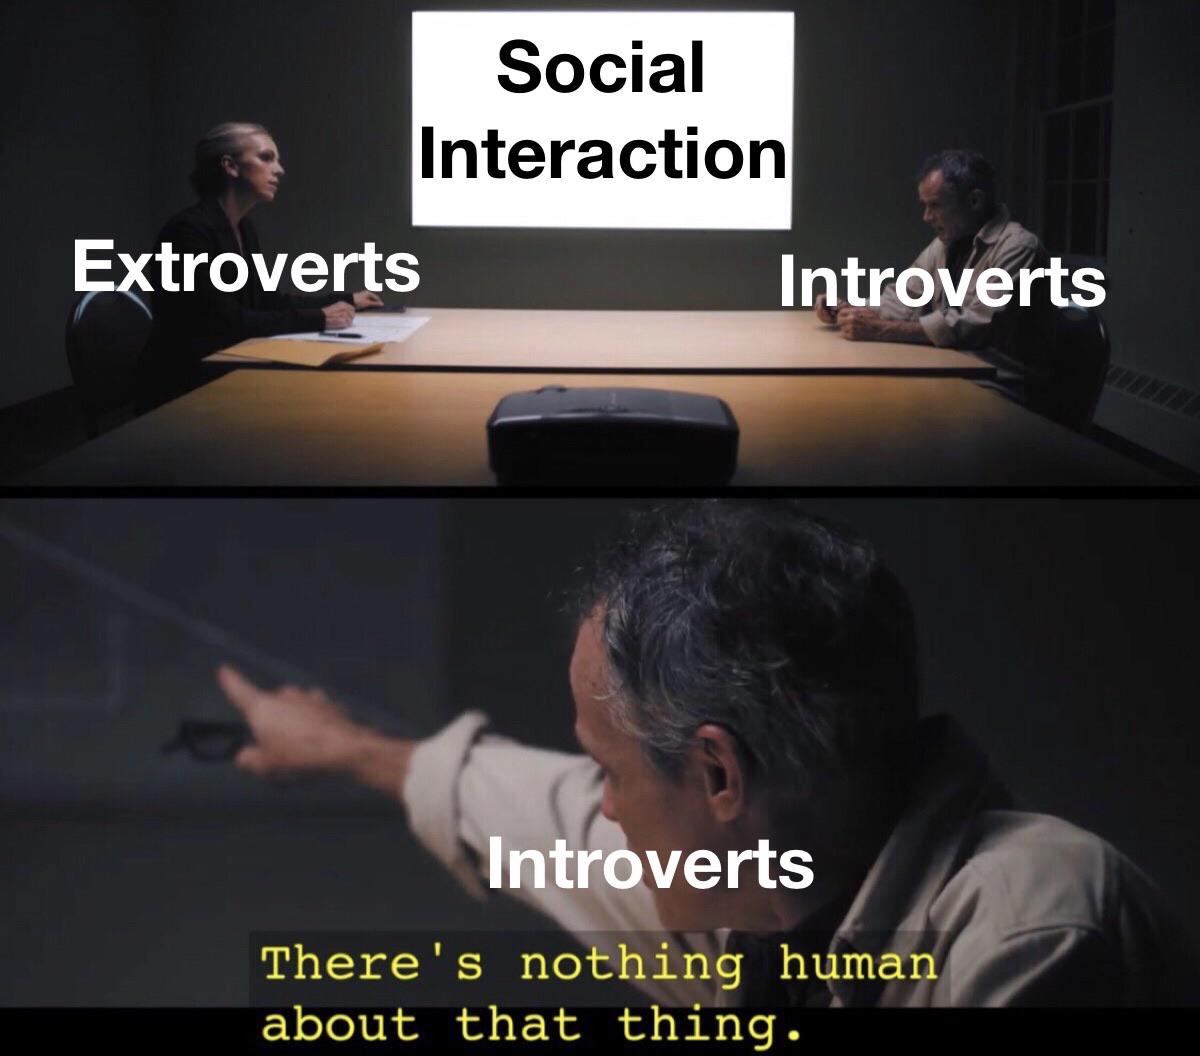 Social
Interaction
Extroverts
Introverts
Introverts
There's nothing human
about that thing.